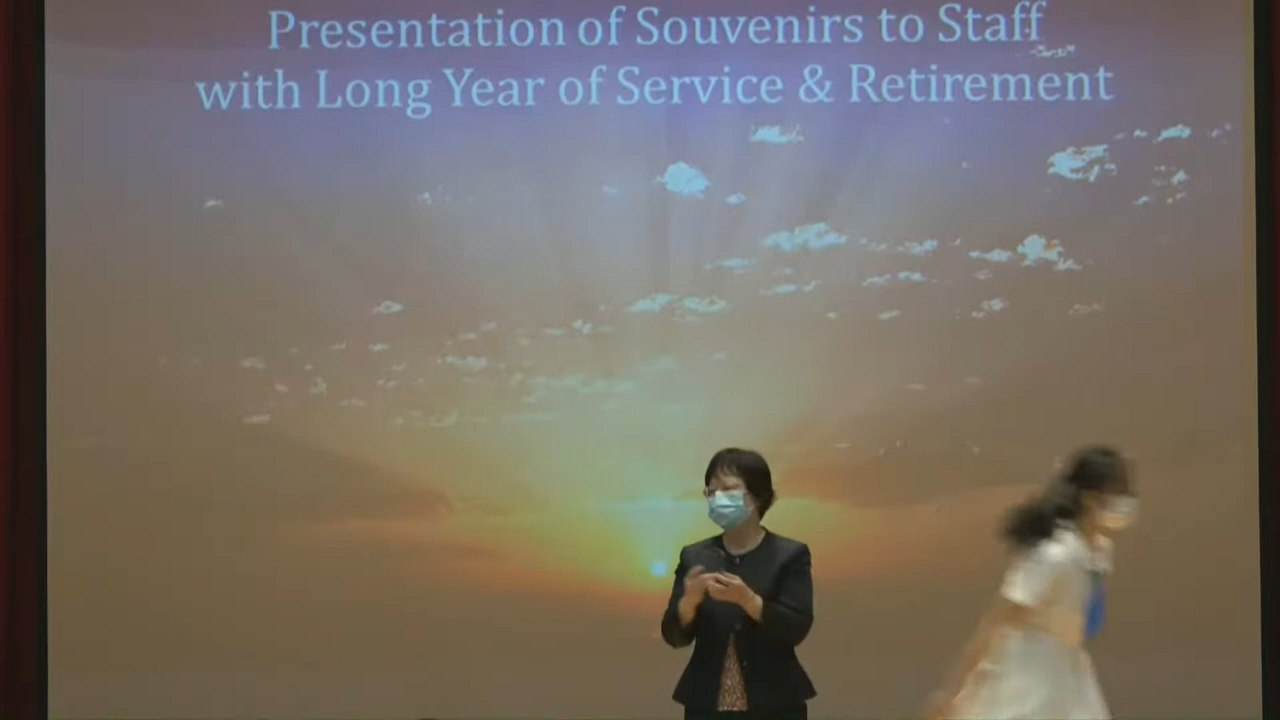 Presentation of Souvenirs to Staff
with Long Year of Service & Retirement